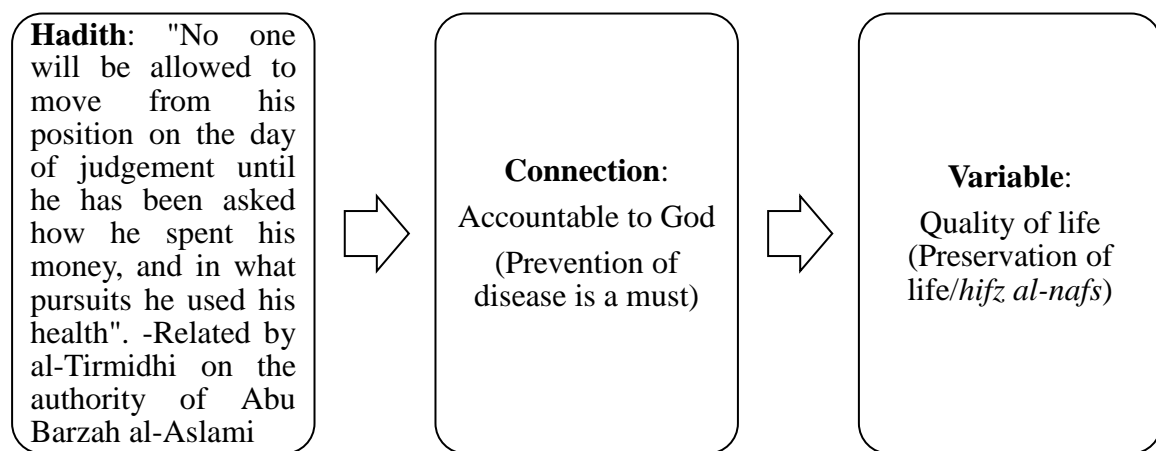 Hadith: "No one
will be allowed to
move from his
position on the day
of judgement until
he has been asked
how he spent his
money, and in what
pursuits he used his
health". -Related by
al-Tirmidhi on the
authority of Abu
Barzah al-Aslami
Connection:
Accountable to God
(Prevention of
disease is a must)
Variable:
Quality of life
(Preservation of
life/hifz al-nafs)